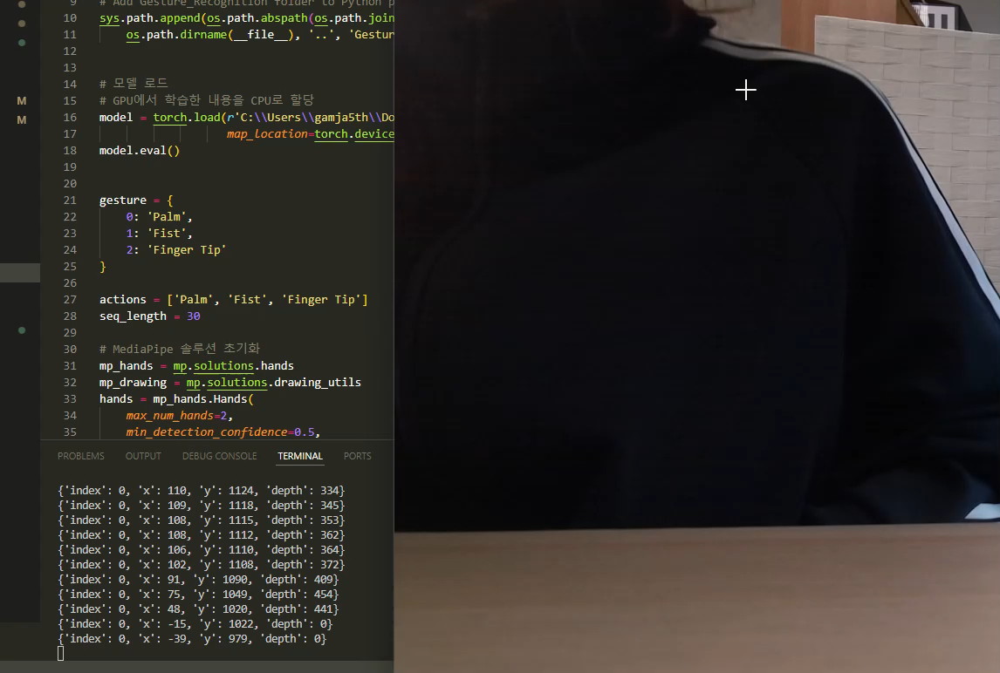 9 # Add Gesture_Recognition folder to Python p
10 sys.path.append(os.path.abspath(os.path.join
11 os.path.dirname(__file__), '..', 'Gestur
12
13
14 # 모델 로드
15 # GPU에서 학습한 내용을 CPU로 할당
16 model = torch.load(r'C:\\Users\\gamja5th\\Do
17 map_location=torch.device
18 model.eval()
19
20
21 gesture = {
22 0: 'Palm',
23 1: 'Fist',
24 2: 'Finger Tip'
25 }
26
27 actions = ['Palm', 'Fist', 'Finger Tip']
28 seq_length = 30
29
30 # MediaPipe 솔루션 초기화
31 mp_hands = mp.solutions.hands
32 mp_drawing = mp.solutions.drawing_utils
33 hands = mp_hands.Hands(
34 max_num_hands=2,
35 min_detection_confidence=0.5,
M
M
PROBLEMS OUTPUT DEBUG CONSOLE TERMINAL PORTS
{'index': 0, 'x': 110, 'y': 1124, 'depth': 334}
{'index': 0, 'x': 109, 'y': 1118, 'depth': 345}
{'index': 0, 'x': 108, 'y': 1115, 'depth': 353}
{'index': 0, 'x': 108, 'y': 1112, 'depth': 362}
{'index': 0, 'x': 106, 'y': 1110, 'depth': 364}
{'index': 0, 'x': 102, 'y': 1108, 'depth': 372}
{'index': 0, 'x': 91, 'y': 1090, 'depth': 409}
{'index': 0, 'x': 75, 'y': 1049, 'depth': 454}
{'index': 0, 'x': 48, 'y': 1020, 'depth': 441}
{'index': 0, 'x': -15, 'y': 1022, 'depth': 0}
{'index': 0, 'x': -39, 'y': 979, 'depth': 0}